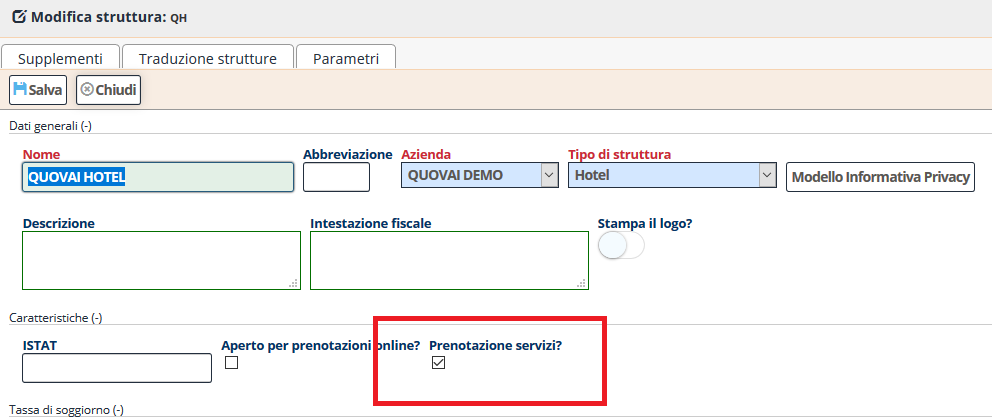 Modifica struttura: QH
Supplementi Traduzione strutture Parametri
Salva Chiudi
Dati generali (-)
Nome Abbreviazione Azienda Tipo di struttura
QUOVAI HOTEL QUOVAI DEMO Hotel Modello Informativa Privacy
Descrizione Intestazione fiscale Stampa il logo?
Caratteristiche (-)
ISTAT Aperto per prenotazioni online? Prenotazione servizi?
Tassa di soggiorno (-)